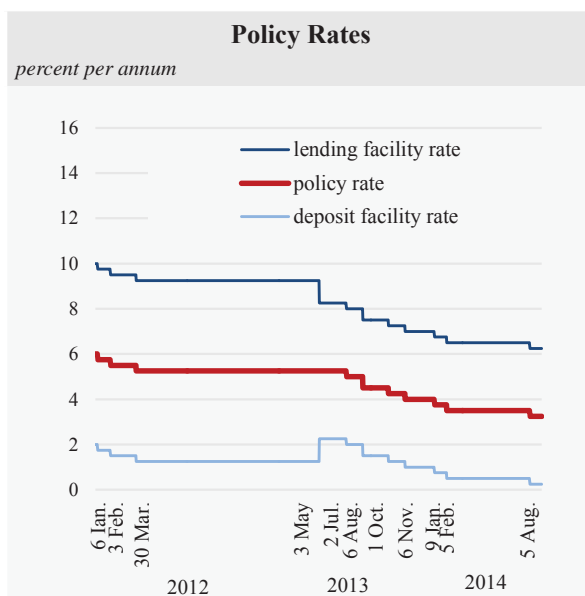 Policy Rates
percent per annum
16
14
12
10
8
6
4
2
0
lending facility rate
policy rate
deposit facility rate
6 Jan.
3 Feb.
30 Mar.
3 May
2 Jul.
6 Aug.
1 Oct.
6 Nov.
9 Jan.
5 Feb.
5 Aug.
2012
2013
2014